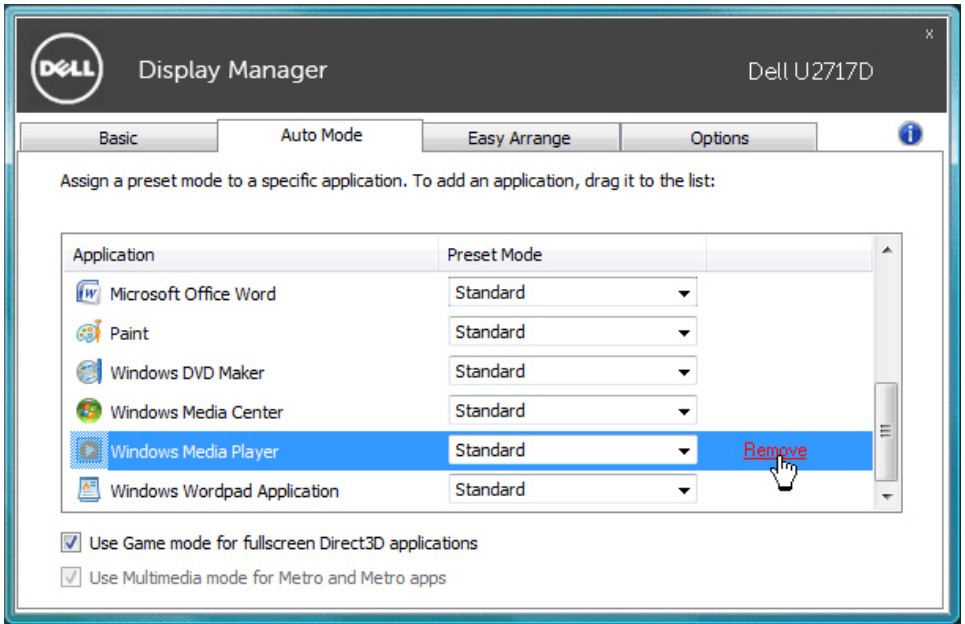 x
DELL Display Manager Dell U2717D
Basic Auto Mode Easy Arrange Options i
Assign a preset mode to a specific application. To add an application, drag it to the list:
Application Preset Mode
Microsoft Office Word Standard
Paint Standard
Windows DVD Maker Standard
Windows Media Center Standard
Windows Media Player Standard Remove
Windows Wordpad Application Standard
Use Game mode for fullscreen Direct3D applications
Use Multimedia mode for Metro and Metro apps